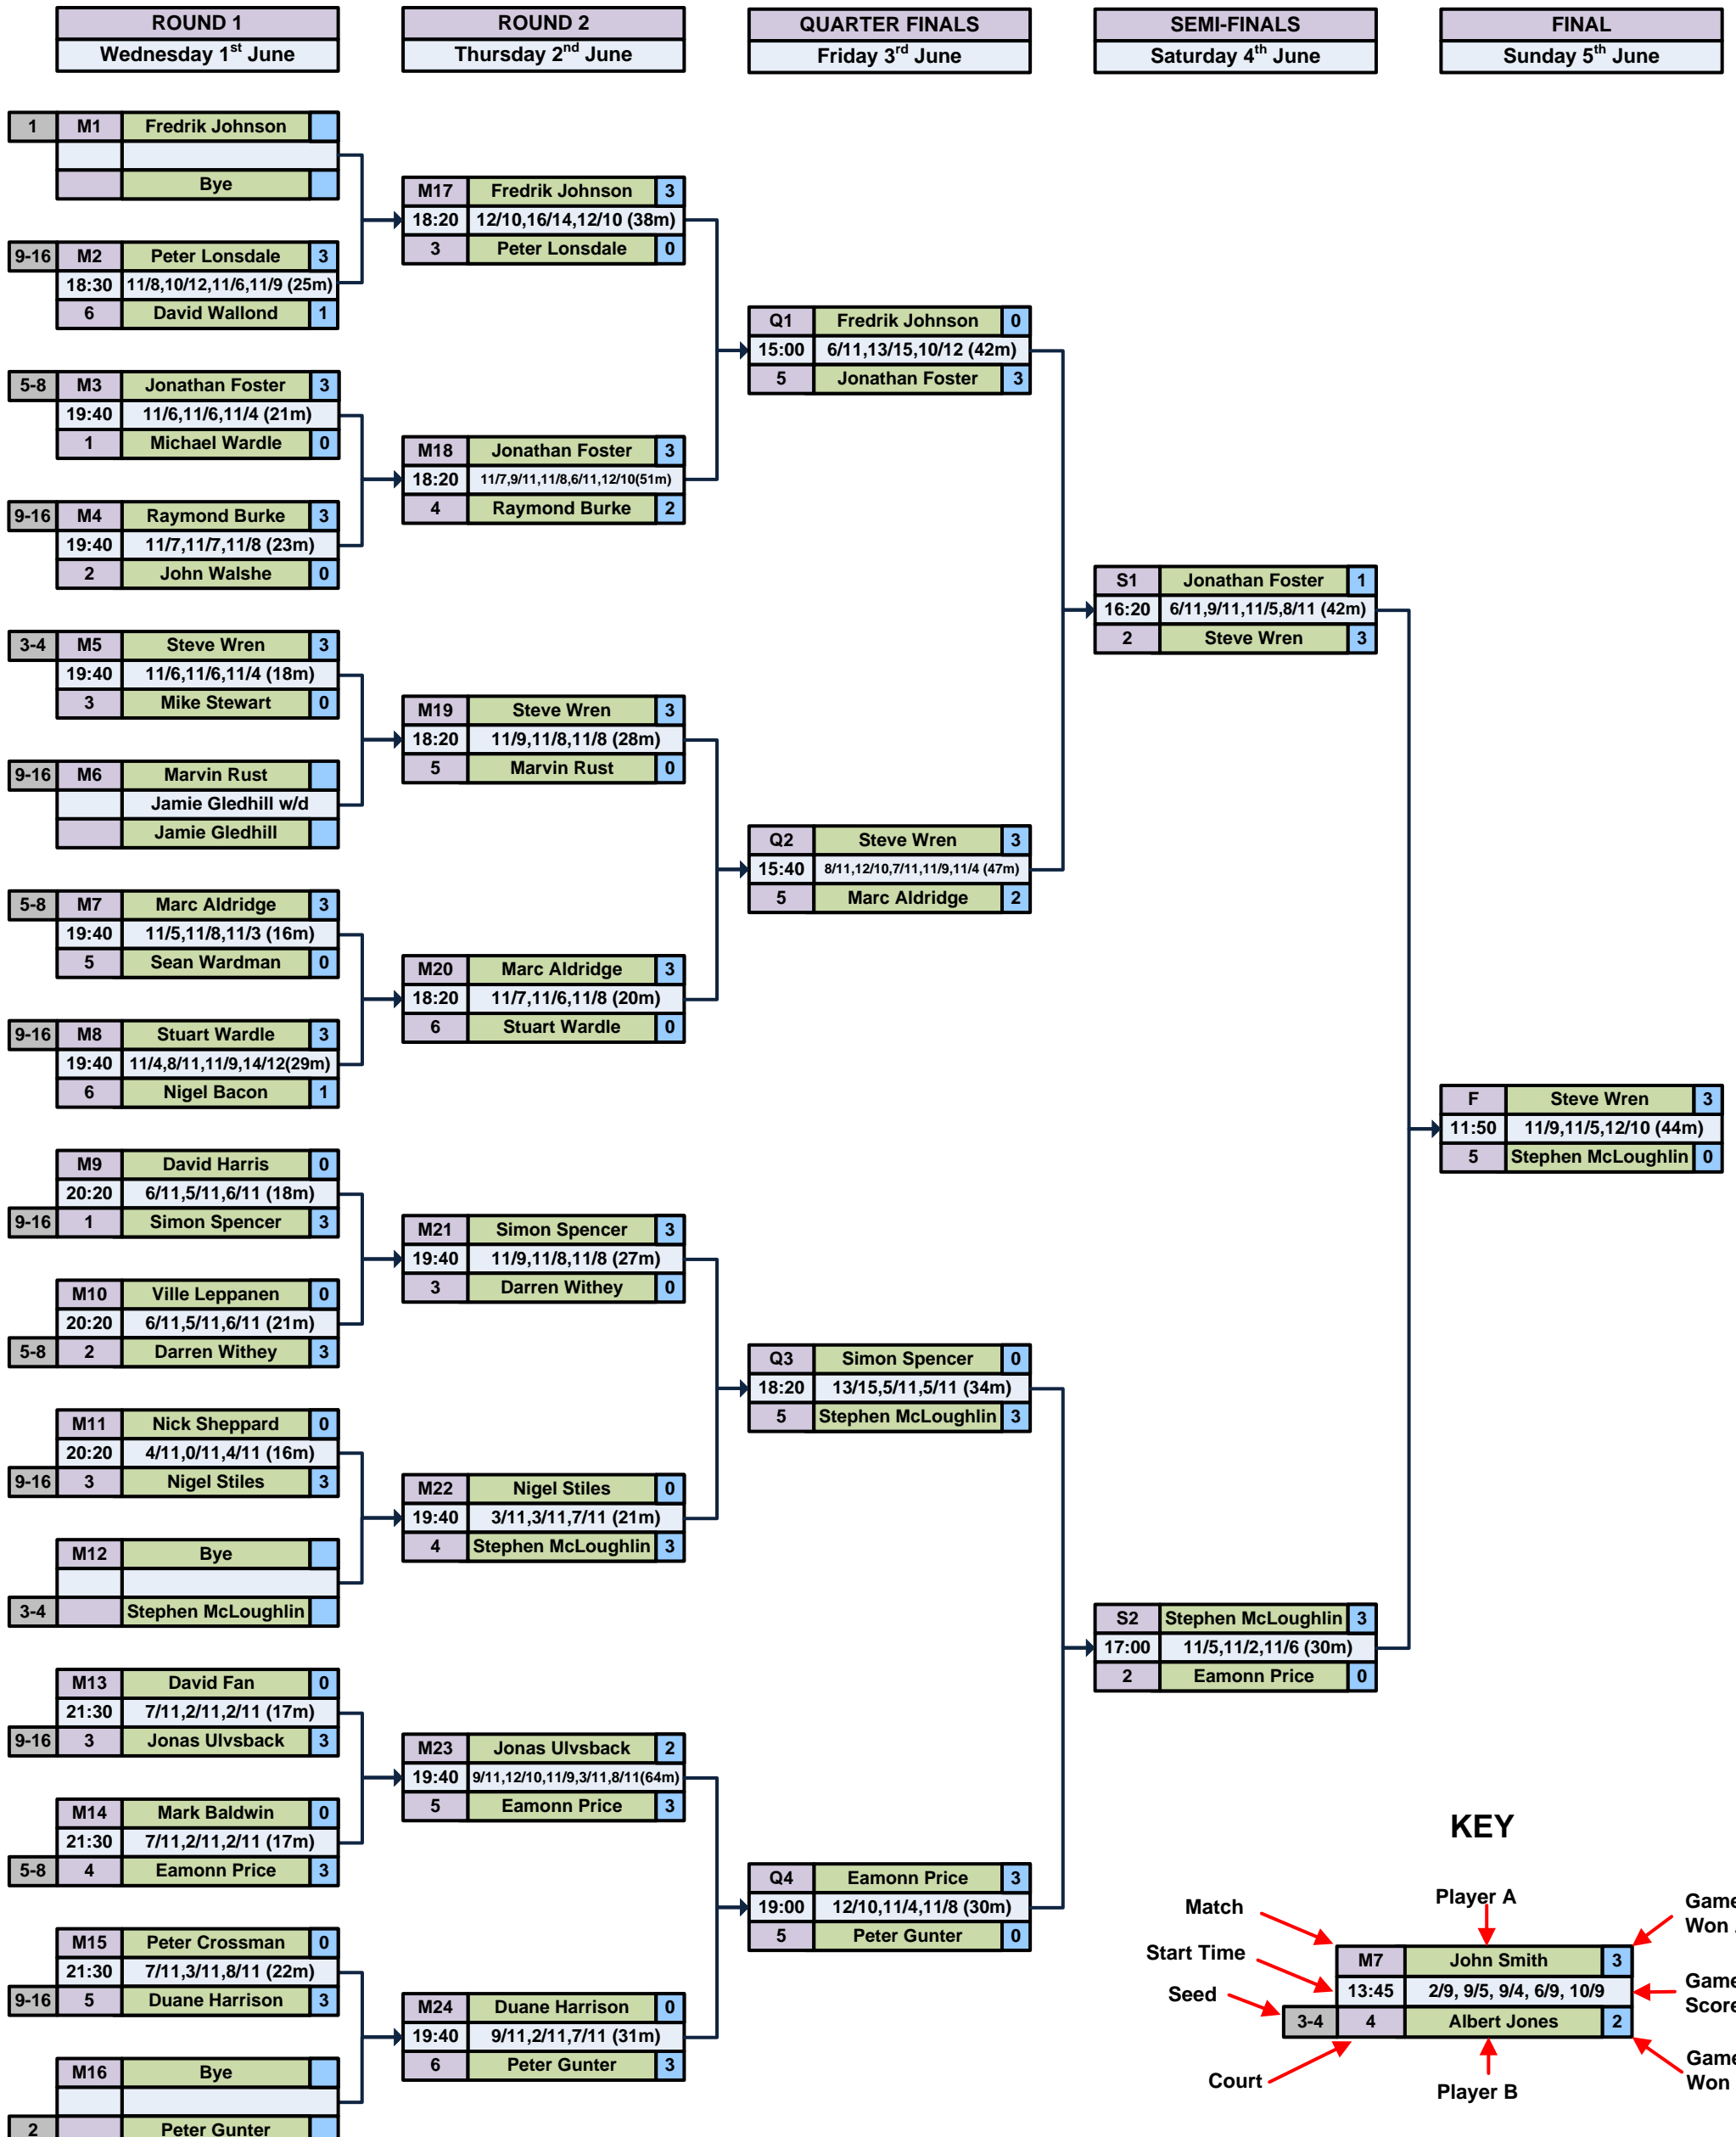 ROUND 1
Wednesday 1st June
ROUND 2
Thursday 2nd June
QUARTER FINALS
Friday 3rd June
SEMI-FINALS
Saturday 4th June
FINAL
Sunday 5th June
1 M1 Fredrik Johnson
Bye
9-16 M2 Peter Lonsdale 3
18:30 11/8,10/12,11/6,11/9 (25m)
6 David Wallond 1
5-8 M3 Jonathan Foster 3
19:40 11/6,11/6,11/4 (21m)
1 Michael Wardle 0
9-16 M4 Raymond Burke 3
19:40 11/7,11/7,11/8 (23m)
2 John Walshe 0
3-4 M5 Steve Wren 3
19:40 11/6,11/6,11/4 (18m)
3 Mike Stewart 0
9-16 M6 Marvin Rust
Jamie Gledhill w/d
Jamie Gledhill
5-8 M7 Marc Aldridge 3
19:40 11/5,11/8,11/3 (16m)
5 Sean Wardman 0
9-16 M8 Stuart Wardle 3
19:40 11/4,8/11,11/9,14/12(29m)
6 Nigel Bacon 1
M9 David Harris 0
20:20 6/11,5/11,6/11 (18m)
9-16 1 Simon Spencer 3
M10 Ville Leppanen 0
20:20 6/11,5/11,6/11 (21m)
5-8 2 Darren Withey 3
M11 Nick Sheppard 0
20:20 4/11,0/11,4/11 (16m)
9-16 3 Nigel Stiles 3
M12 Bye
3-4 Stephen McLoughlin
M13 David Fan 0
21:30 7/11,2/11,2/11 (17m)
9-16 3 Jonas Ulvsback 3
M14 Mark Baldwin 0
21:30 7/11,2/11,2/11 (17m)
5-8 4 Eamonn Price 3
M15 Peter Crossman 0
21:30 7/11,3/11,8/11 (22m)
9-16 5 Duane Harrison 3
M16 Bye
2 Peter Gunter
M17 Fredrik Johnson 3
18:20 12/10,16/14,12/10 (38m)
3 Peter Lonsdale 0
M18 Jonathan Foster 3
18:20 11/7,9/11,11/8,6/11,12/10(51m)
4 Raymond Burke 2
M19 Steve Wren 3
18:20 11/9,11/8,11/8 (28m)
5 Marvin Rust 0
M20 Marc Aldridge 3
18:20 11/7,11/6,11/8 (20m)
6 Stuart Wardle 0
M21 Simon Spencer 3
19:40 11/9,11/8,11/8 (27m)
3 Darren Withey 0
M22 Nigel Stiles 0
19:40 3/11,3/11,7/11 (21m)
4 Stephen McLoughlin 3
M23 Jonas Ulvsback 2
19:40 9/11,12/10,11/9,3/11,8/11(64m)
5 Eamonn Price 3
M24 Duane Harrison 0
19:40 9/11,2/11,7/11 (31m)
6 Peter Gunter 3
Q1 Fredrik Johnson 0
15:00 6/11,13/15,10/12 (42m)
5 Jonathan Foster 3
Q2 Steve Wren 3
15:40 8/11,12/10,7/11,11/9,11/4 (47m)
5 Marc Aldridge 2
Q3 Simon Spencer 0
18:20 13/15,5/11,5/11 (34m)
5 Stephen McLoughlin 3
Q4 Eamonn Price 3
19:00 12/10,11/4,11/8 (30m)
5 Peter Gunter 0
S1 Jonathan Foster 1
16:20 6/11,9/11,11/5,8/11 (42m)
2 Steve Wren 3
S2 Stephen McLoughlin 3
17:00 11/5,11/2,11/6 (30m)
2 Eamonn Price 0
F Steve Wren 3
11:50 11/9,11/5,12/10 (44m)
5 Stephen McLoughlin 0
KEY
Match
Player A
Game
Won
Start Time
M7 John Smith 3
Seed
13:45 2/9, 9/5, 9/4, 6/9, 10/9
Game
Score
3-4 4 Albert Jones 2
Court
Player B
Game
Won